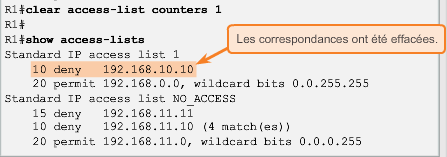 R1#clear access-list counters 1
R1#
R1#show access-lists
Les correspondances ont été effacées.
Standard IP access list 1
10 deny 192.168.10.10
20 permit 192.168.0.0, wildcard bits 0.0.255.255
Standard IP access list NO_ACCESS
15 deny 192.168.11.11
10 deny 192.168.11.10 (4 match(es))
20 permit 192.168.11.0, wildcard bits 0.0.0.255